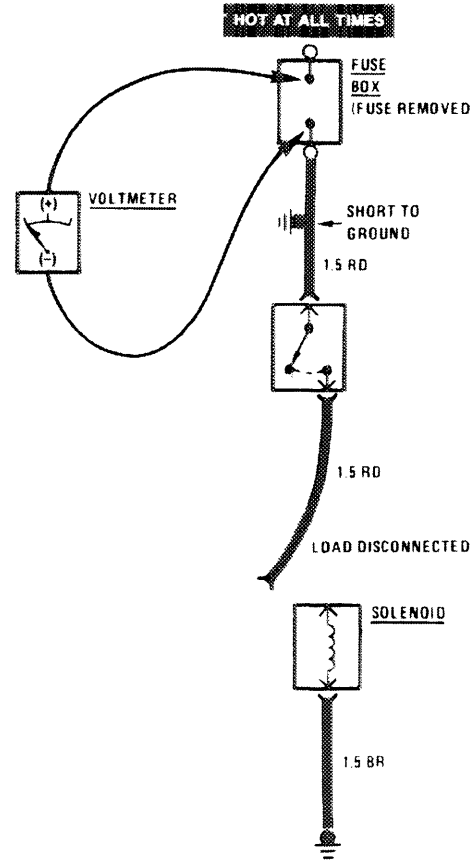 HOT AT ALL TIMES
FUSE
BOX
(FUSE REMOVED
VOLTMETER
(+)
(-)
SHORT TO
GROUND
1.5 RD
1.5 RD
LOAD DISCONNECTED
SOLENOID
1.5 BR